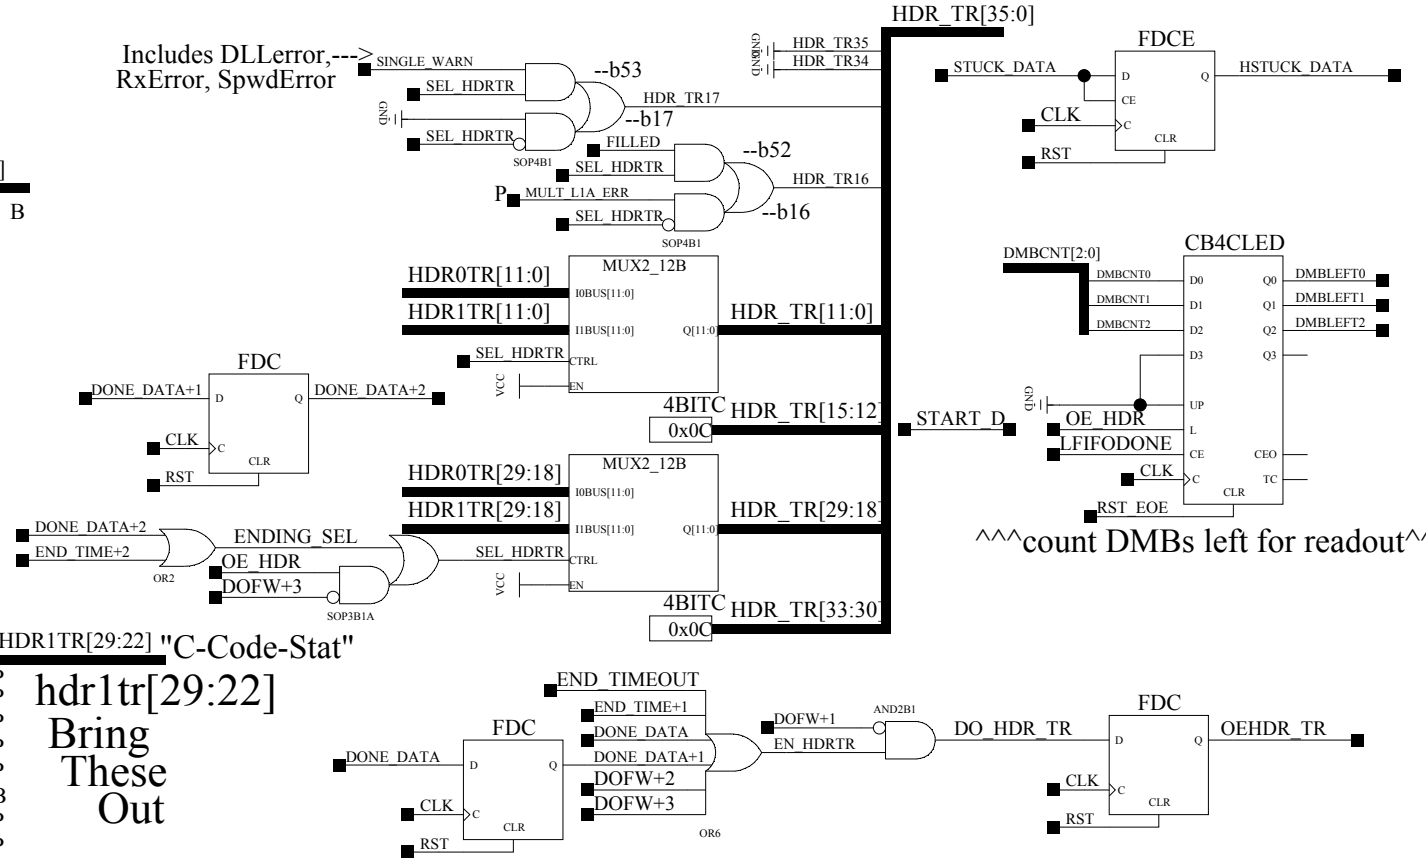 HDR_TR[35:0]
Includes DLLerror,--->
RxError, SpwdError
SINGLE_WARN
SEL_HDRTR
GND
SEL_HDRTR
SOP4B1
--b53
--b17
HDR_TR17
GND
GND
HDR_TR35
HDR_TR34
FILLED
SEL_HDRTR
P
MULT_L1A_ERR
SEL_HDRTR
SOP4B1
--b52
--b16
HDR_TR16
]
B
FDCE
STUCK_DATA
D
Q
HSTUCK_DATA
CE
CLK
C
CLR
RST
HDR0TR[11:0]
HDR1TR[11:0]
MUX2_12B
I0BUS[11:0]
I1BUS[11:0]
Q[11:0]
HDR_TR[11:0]
SEL_HDRTR
CTRL
VCC
EN
4BITC
0x0C
HDR_TR[15:12]
CB4CLED
DMBCNT[2:0]
DMBCNT0
D0
Q0
DMBLEFT0
DMBCNT1
D1
Q1
DMBLEFT1
DMBCNT2
D2
Q2
DMBLEFT2
D3
Q3
GND
UP
START_D
OE_HDR
L
LFIFODONE
CE
CEO
CLK
C
TC
CLR
RST_EOE
^^^count DMBs left for readout^^
FDC
DONE_DATA+1
D
Q
DONE_DATA+2
CLK
C
CLR
RST
HDR0TR[29:18]
HDR1TR[29:18]
MUX2_12B
I0BUS[11:0]
I1BUS[11:0]
Q[11:0]
HDR_TR[29:18]
SEL_HDRTR
CTRL
VCC
EN
4BITC
0x0C
HDR_TR[33:30]
DONE_DATA+2
END_TIME+2
OR2
ENDING_SEL
OE_HDR
DOFW+3
SOP3B1A
HDR1TR[29:22]
"C-Code-Stat"
hdr1tr[29:22]
Bring
These
Out
FDC
DONE_DATA
D
Q
CLK
C
CLR
RST
END_TIMEOUT
END_TIME+1
DONE_DATA
DONE_DATA+1
DOFW+2
DOFW+3
OR6
DOFW+1
EN_HDRTR
AND2B1
DO_HDR_TR
FDC
D
Q
OEHDR_TR
CLK
C
CLR
RST